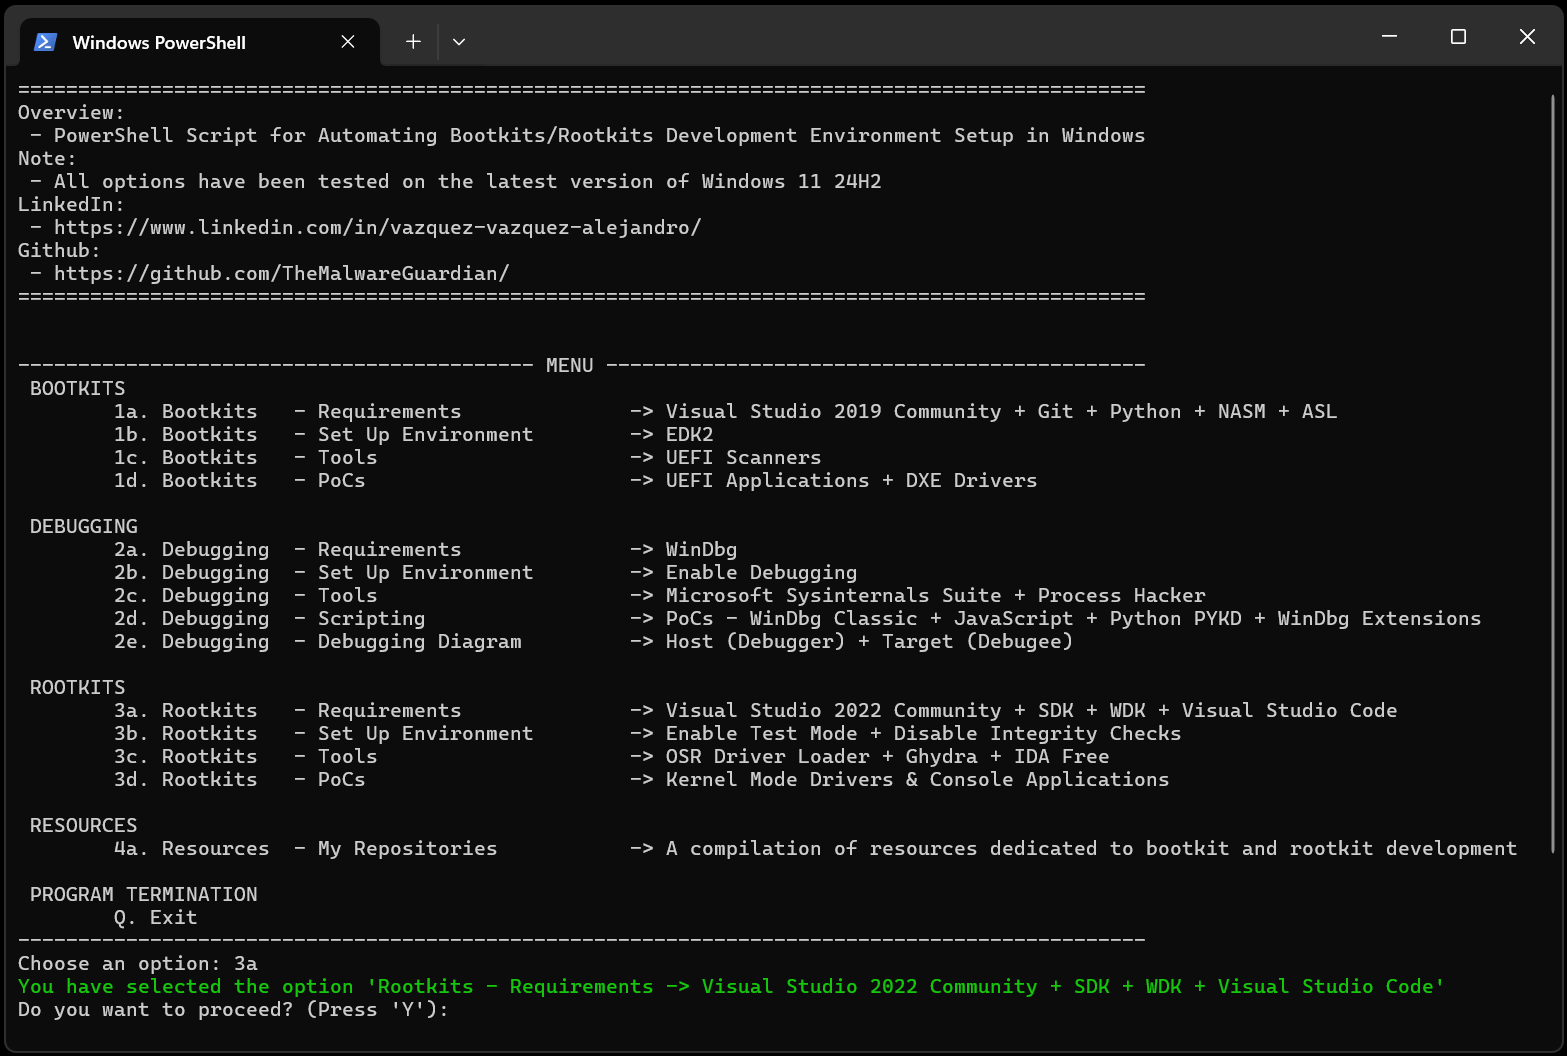 Windows PowerShell
==============================================================================================
Overview:
 - PowerShell Script for Automating Bootkits/Rootkits Development Environment Setup in Windows
Note:
 - All options have been tested on the latest version of Windows 11 24H2
LinkedIn:
 - https://www.linkedin.com/in/vazquez-vazquez-alejandro/
Github:
 - https://github.com/TheMalwareGuardian/
==============================================================================================
------------------------------------------- MENU ---------------------------------------------
 BOOTKITS
        1a. Bootkits   - Requirements              -> Visual Studio 2019 Community + Git + Python + NASM + ASL
        1b. Bootkits   - Set Up Environment        -> EDK2
        1c. Bootkits   - Tools                     -> UEFI Scanners
        1d. Bootkits   - PoCs                      -> UEFI Applications + DXE Drivers
 DEBUGGING
        2a. Debugging  - Requirements              -> WinDbg
        2b. Debugging  - Set Up Environment        -> Enable Debugging
        2c. Debugging  - Tools                     -> Microsoft Sysinternals Suite + Process Hacker
        2d. Debugging  - Scripting                 -> PoCs - WinDbg Classic + JavaScript + Python PYKD + WinDbg Extensions
        2e. Debugging  - Debugging Diagram         -> Host (Debugger) + Target (Debugee)
 ROOTKITS
        3a. Rootkits   - Requirements              -> Visual Studio 2022 Community + SDK + WDK + Visual Studio Code
        3b. Rootkits   - Set Up Environment        -> Enable Test Mode + Disable Integrity Checks
        3c. Rootkits   - Tools                     -> OSR Driver Loader + Ghydra + IDA Free
        3d. Rootkits   - PoCs                      -> Kernel Mode Drivers & Console Applications
 RESOURCES
        4a. Resources  - My Repositories           -> A compilation of resources dedicated to bootkit and rootkit development
 PROGRAM TERMINATION
        Q. Exit
----------------------------------------------------------------------------------------------
Choose an option: 3a
You have selected the option 'Rootkits - Requirements -> Visual Studio 2022 Community + SDK + WDK + Visual Studio Code'
Do you want to proceed? (Press 'Y'):